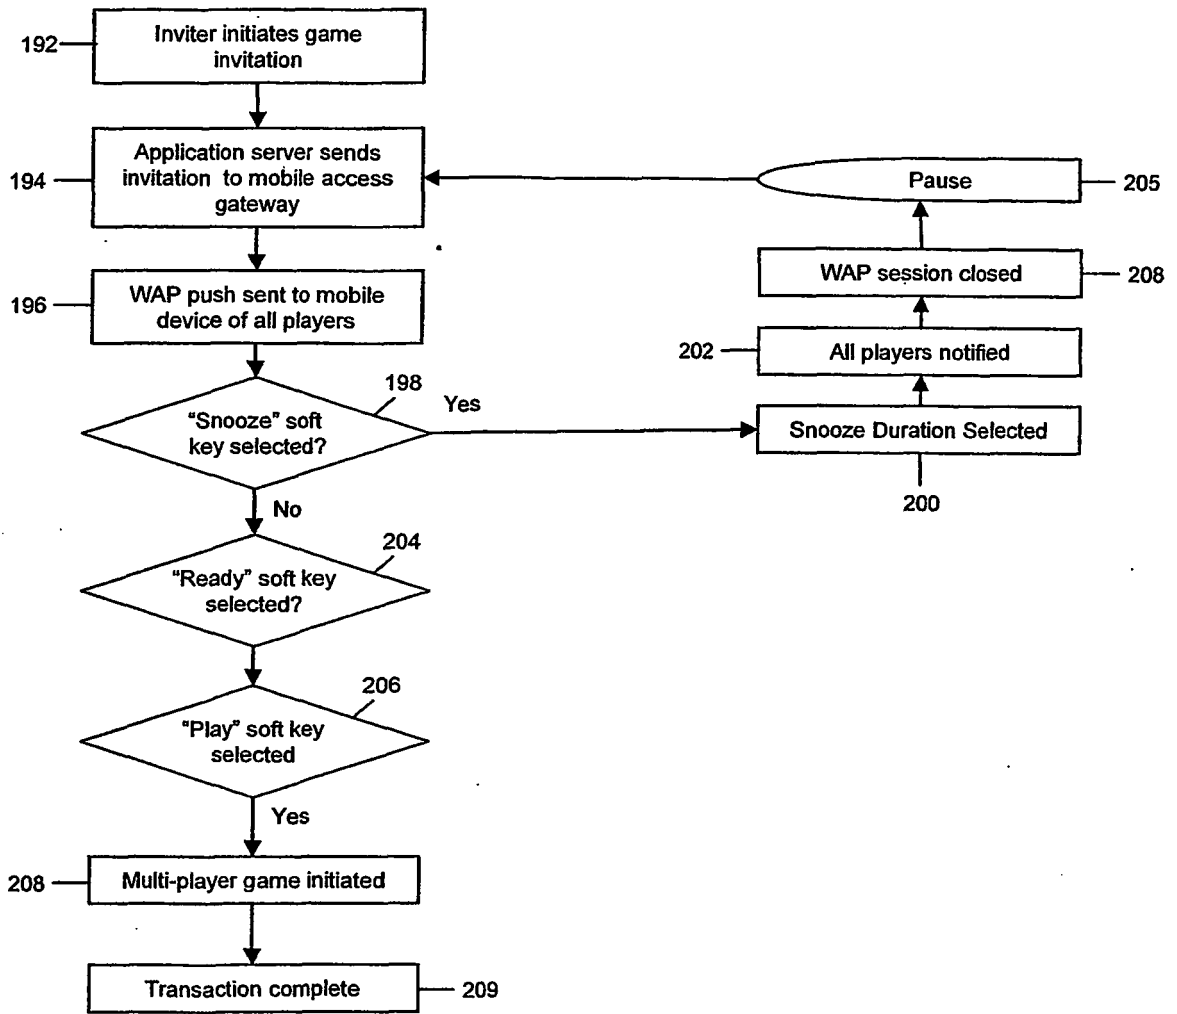 192
Inviter initiates game
invitation
194
Application server sends
invitation to mobile access
gateway
Pause
205
196
WAP push sent to mobile
device of all players
WAP session closed
208
202
All players notified
198
"Snooze" soft
key selected?
Yes
Snooze Duration Selected
200
No
204
"Ready" soft key
selected?
206
"Play" soft key
selected
Yes
208
Multi-player game initiated
Transaction complete
209